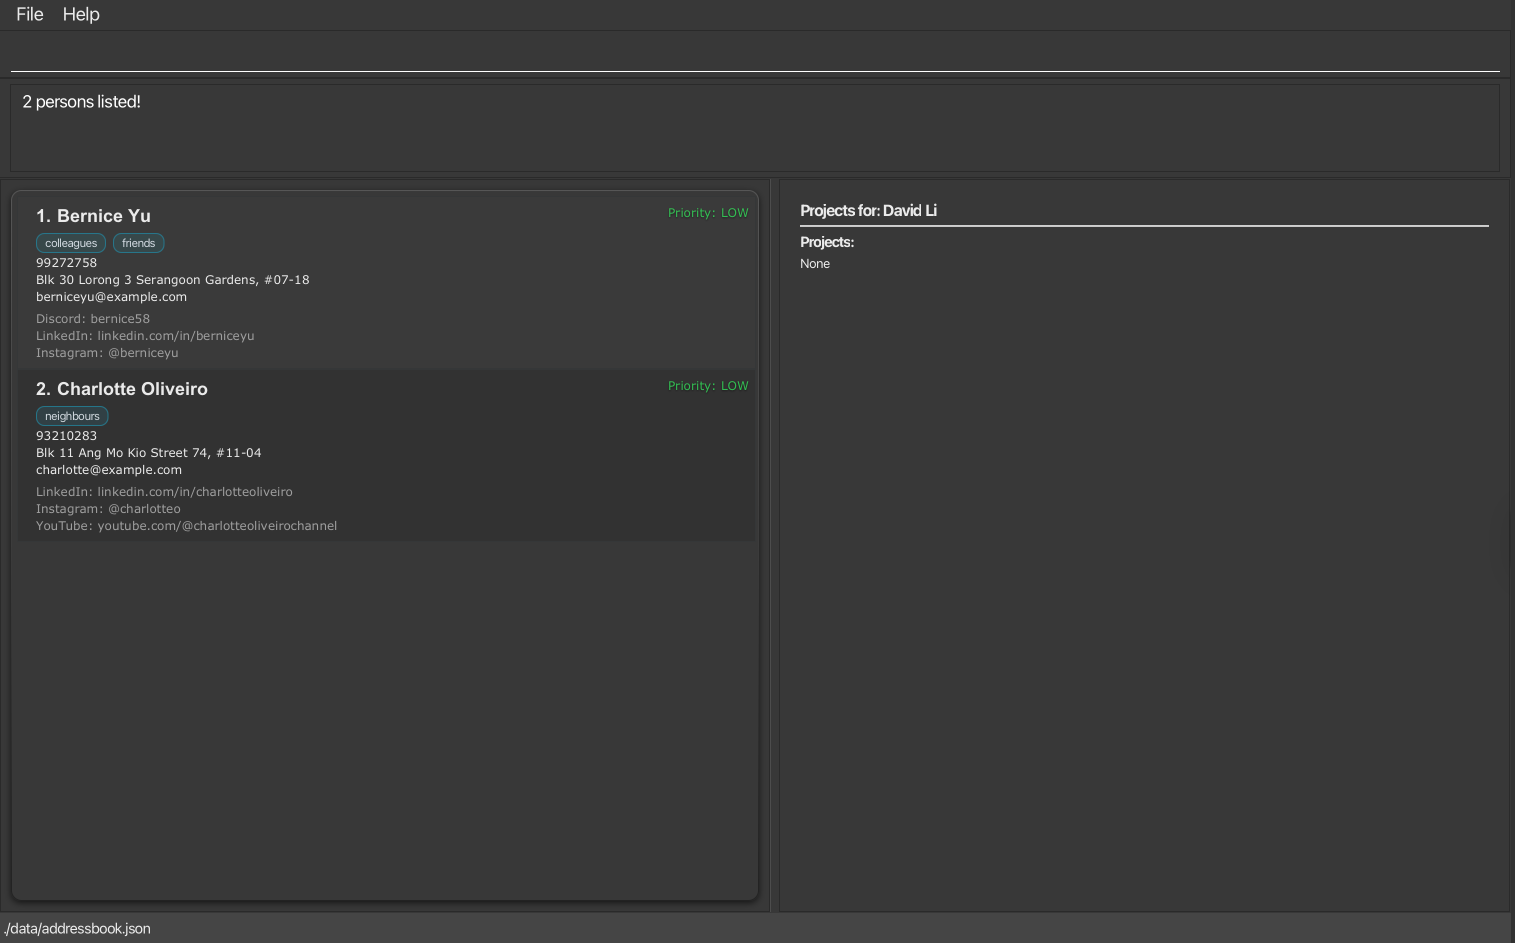 File Help
2 persons listed!
1. Bernice Yu
Priority: LOW
colleagues friends
99272758
Blk 30 Lorong 3 Serangoon Gardens, #07-18
berniceyu@example.com
Discord: bernice58
LinkedIn: linkedin.com/in/berniceyu
Instagram: @berniceyu
2. Charlotte Oliveiro
Priority: LOW
neighbours
93210283
Blk 11 Ang Mo Kio Street 74, #11-04
charlotte@example.com
LinkedIn: linkedin.com/in/charlotteoliveiro
Instagram: @charlotteo
YouTube: youtube.com/@charlotteoliveirochannel
Projects for: David Li
Projects:
None
./data/addressbook.json